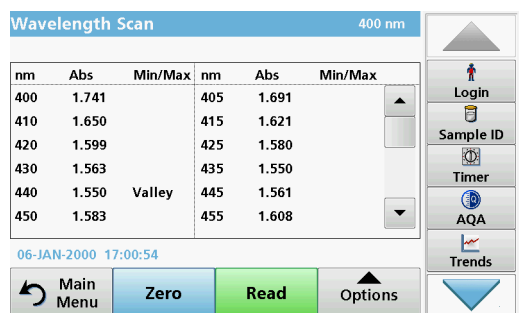 Wavelength Scan 400 nm
nm Abs Min/Max nm Abs Min/Max
400 1.741 405 1.691
410 1.650 415 1.621
420 1.599 425 1.580
430 1.563 435 1.550
440 1.550 Valley 445 1.561
450 1.583 455 1.608
06-JAN-2000 17:00:54
Main Menu
Zero
Read
Options
Login
Sample ID
Timer
AQA
Trends